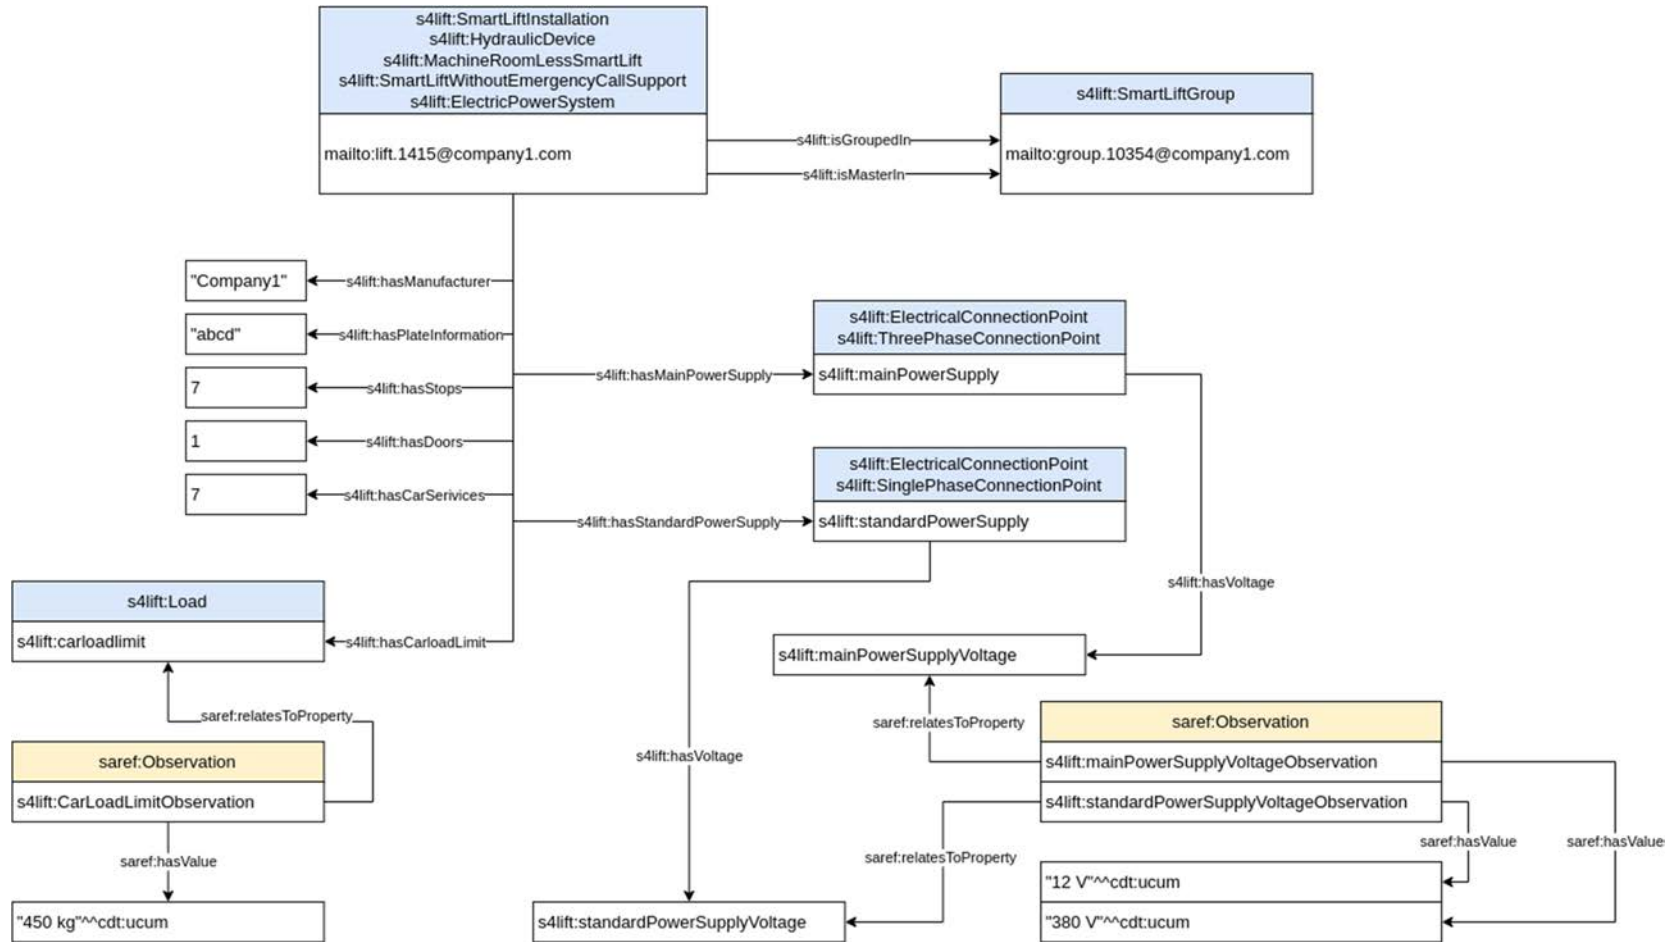 s4lift:SmartLiftInstallation
s4lift:HydraulicDevice
s4lift:MachineRoomLessSmartLift
s4lift:SmartLiftWithoutEmergencyCallSupport
s4lift:ElectricPowerSystem
mailto:lift.1415@company1.com
s4lift:isGroupedIn
s4lift:isMasterIn
s4lift:SmartLiftGroup
mailto:group.10354@company1.com
"Company1"
s4lift:hasManufacturer
"abcd"
s4lift:hasPlateInformation
7
s4lift:hasStops
1
s4lift:hasDoors
7
s4lift:hasCarSerivices
s4lift:hasMainPowerSupply
s4lift:ElectricalConnectionPoint
s4lift:ThreePhaseConnectionPoint
s4lift:mainPowerSupply
s4lift:hasStandardPowerSupply
s4lift:ElectricalConnectionPoint
s4lift:SinglePhaseConnectionPoint
s4lift:standardPowerSupply
s4lift:hasVoltage
s4lift:Load
s4lift:carloadlimit
s4lift:hasCarloadLimit
s4lift:mainPowerSupplyVoltage
saref:relatesToProperty
saref:Observation
s4lift:CarLoadLimitObservation
saref:hasValue
"450 kg"^^cdt:ucum
s4lift:hasVoltage
saref:relatesToProperty
saref:Observation
s4lift:mainPowerSupplyVoltageObservation
s4lift:standardPowerSupplyVoltageObservation
saref:relatesToProperty
saref:hasValue
saref:hasValue
"12 V"^^cdt:ucum
"380 V"^^cdt:ucum
s4lift:standardPowerSupplyVoltage